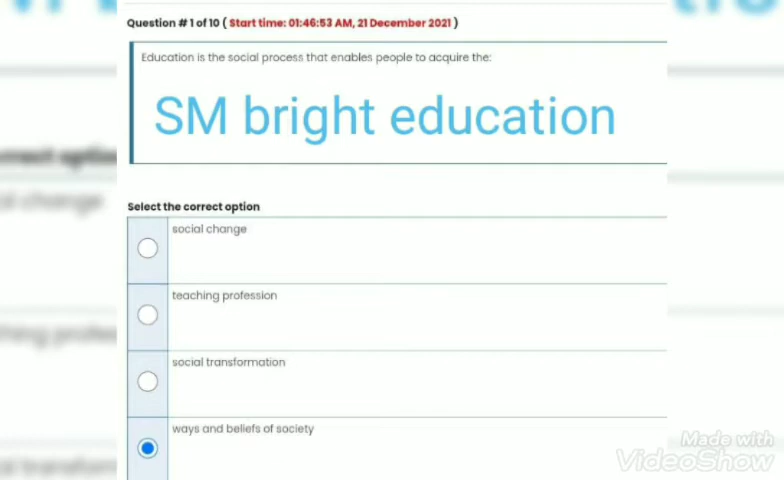 Question # 1 of 10 ( Start time: 01:46:53 AM, 21 December 2021 )
Education is the social process that enables people to acquire the:
SM bright education
Select the correct option
social change
teaching profession
social transformation
ways and beliefs of society
Made with
VideoShow